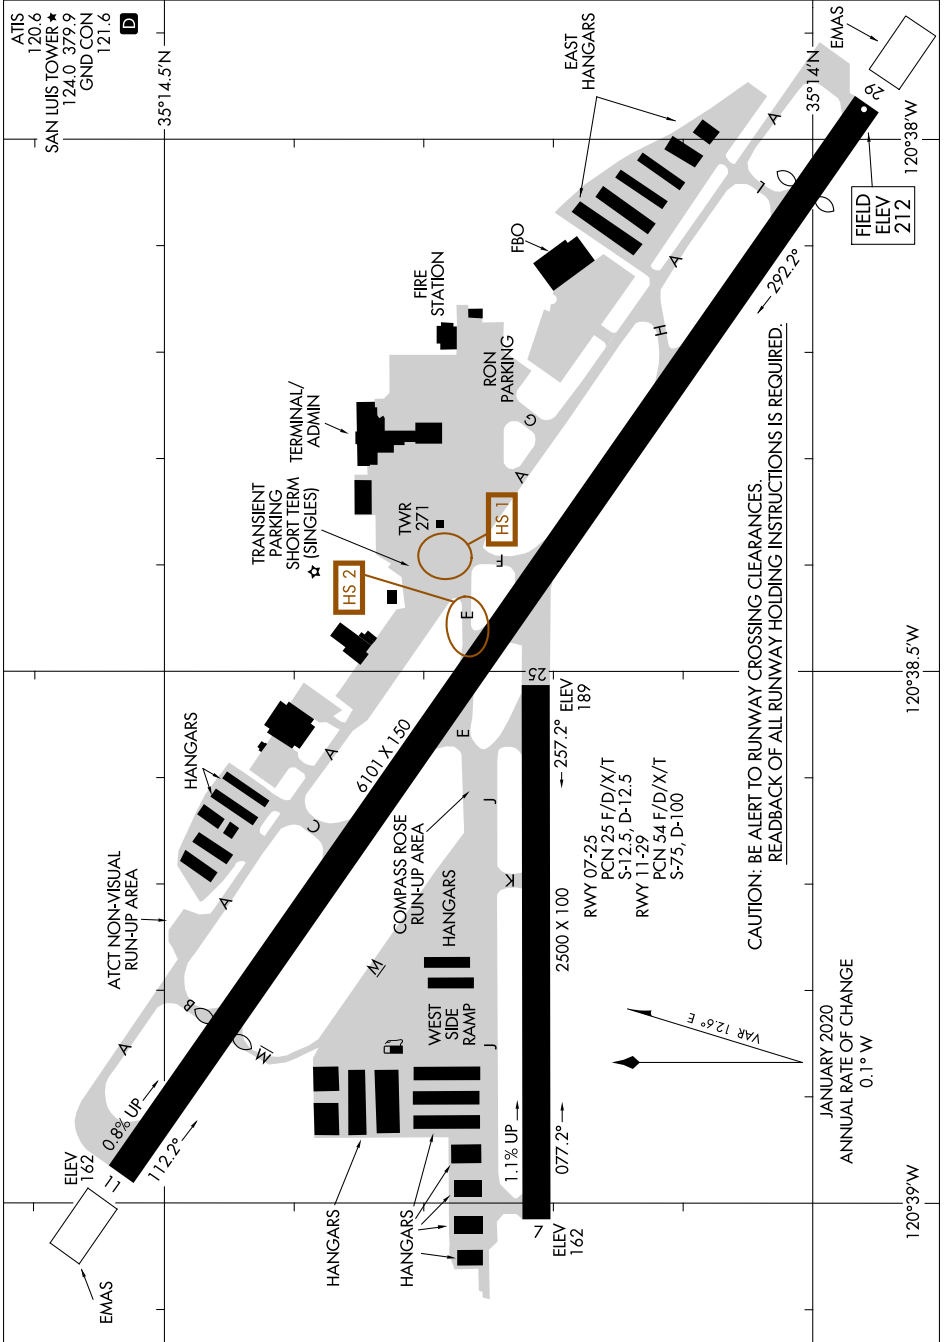 ATIS
120.6
SAN LUIS TOWER ★
124.0 379.9
GND CON
121.6
D
35°14.5'N
35°14'N
EMAS
29
120°38'W
FIELD
ELEV
212
EAST
HANGARS
A
L
FBO
A
292.2°
H
FIRE
STATION
RON
PARKING
G
A
TERMINAL/
ADMIN
TRANSIENT
PARKING
SHORT TERM
(SINGLES)
TWR
271
HS 1
HS 2
F
E
25
ELEV
189
120°38.5'W
HANGARS
A
C
A
6101 X 150
E
J
257.2°
COMPASS ROSE
RUN-UP AREA
K
2500 X 100
RWY 07-25
PCN 25 F/D/X/T
S-12.5, D-12.5
RWY 11-29
PCN 54 F/D/X/T
S-75, D-100
CAUTION: BE ALERT TO RUNWAY CROSSING CLEARANCES.
READBACK OF ALL RUNWAY HOLDING INSTRUCTIONS IS REQUIRED.
ATCT NON-VISUAL
RUN-UP AREA
A
B
M
M
HANGARS
WEST
SIDE
RAMP
J
0.8% UP
112.2°
ELEV
162
11
EMAS
HANGARS
HANGARS
1.1% UP
077.2°
7
ELEV
162
VAR 12.6° E
JANUARY 2020
ANNUAL RATE OF CHANGE
0.1° W
120°39'W